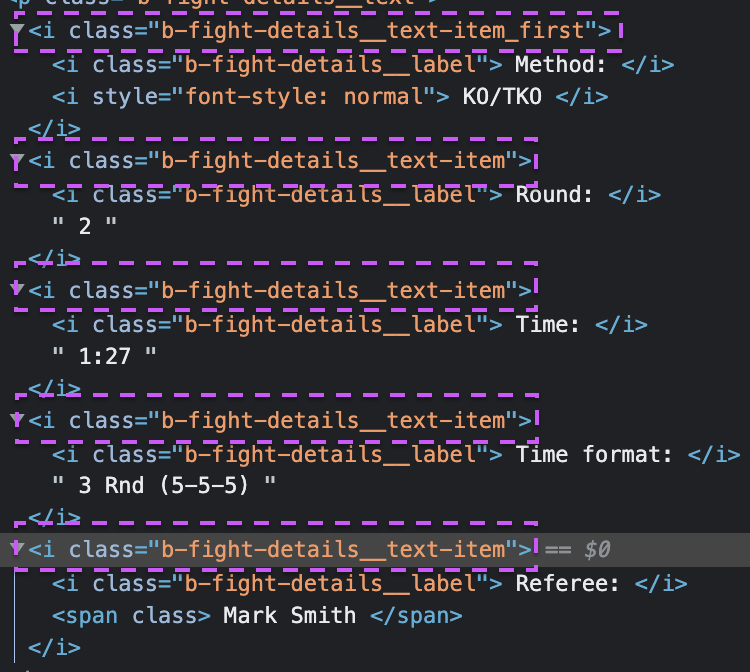 <p class="b-fight-details__text">
<i class="b-fight-details__text-item_first">
<i class="b-fight-details__label"> Method: </i>
<i style="font-style: normal"> KO/TKO </i>
</i>
<i class="b-fight-details__text-item">
<i class="b-fight-details__label"> Round: </i>
" 2 "
</i>
<i class="b-fight-details__text-item">
<i class="b-fight-details__label"> Time: </i>
" 1:27 "
</i>
<i class="b-fight-details__text-item">
<i class="b-fight-details__label"> Time format: </i>
" 3 Rnd (5-5-5) "
</i>
<i class="b-fight-details__text-item"> == $0
<i class="b-fight-details__label"> Referee: </i>
<span class> Mark Smith </span>
</i>